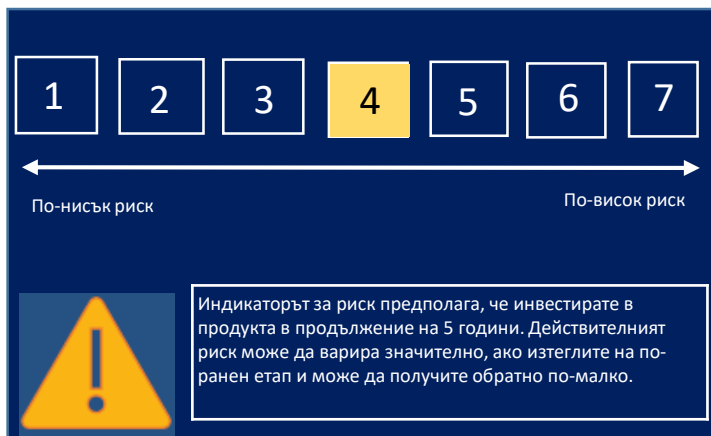 1 2 3 4 5 6 7
По-нисък риск По-висок риск
Индикаторът за риск предполага, че инвестирате в
продукта в продължение на 5 години. Действителният
риск може да варира значително, ако изтеглите на по-
ранен етап и може да получите обратно по-малко.